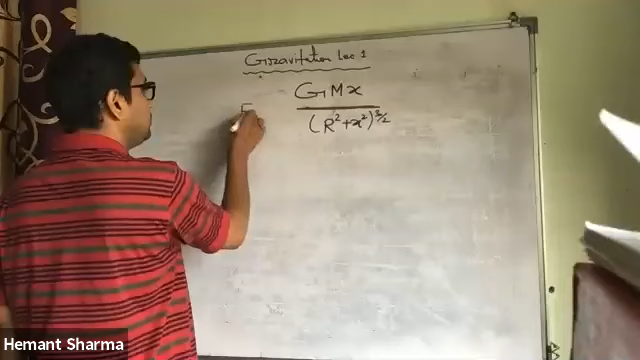 Gravitation Lec 1
GMx
F
(R²+x²)^3/2
Hemant Sharma